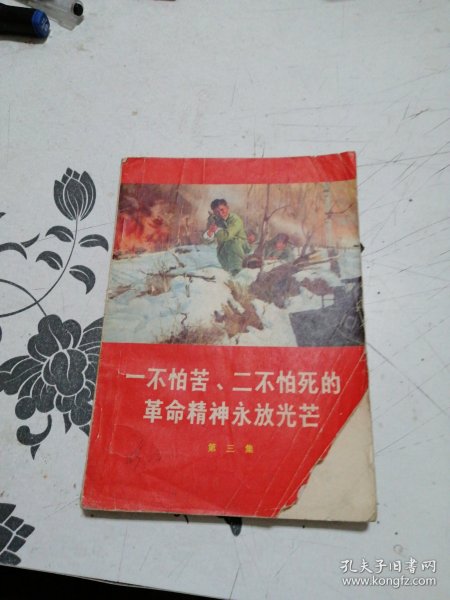 一不怕苦、二不怕死的
革命精神永放光芒
第三集
孔夫子旧书网
www.kongfz.com